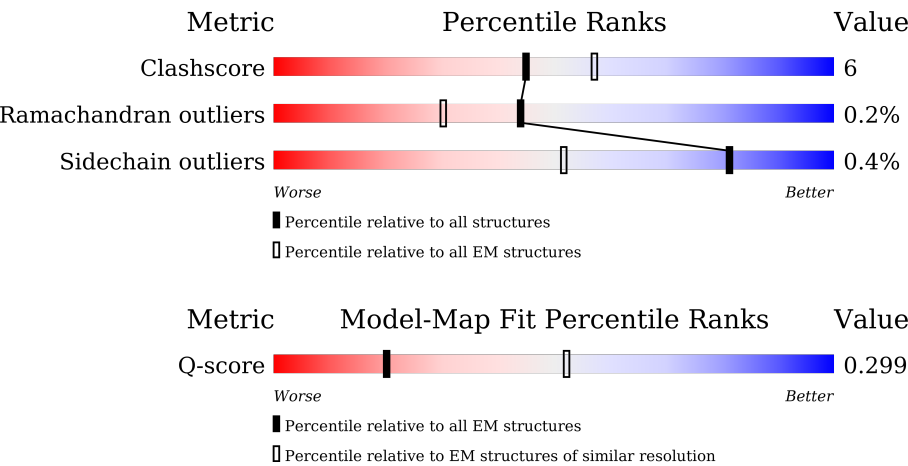 Metric Percentile Ranks Value
Clashscore 6
Ramachandran outliers 0.2%
Sidechain outliers 0.4%
Worse Better
Percentile relative to all structures
Percentile relative to all EM structures
Metric Model-Map Fit Percentile Ranks Value
Q-score 0.299
Worse Better
Percentile relative to all EM structures
Percentile relative to EM structures of similar resolution